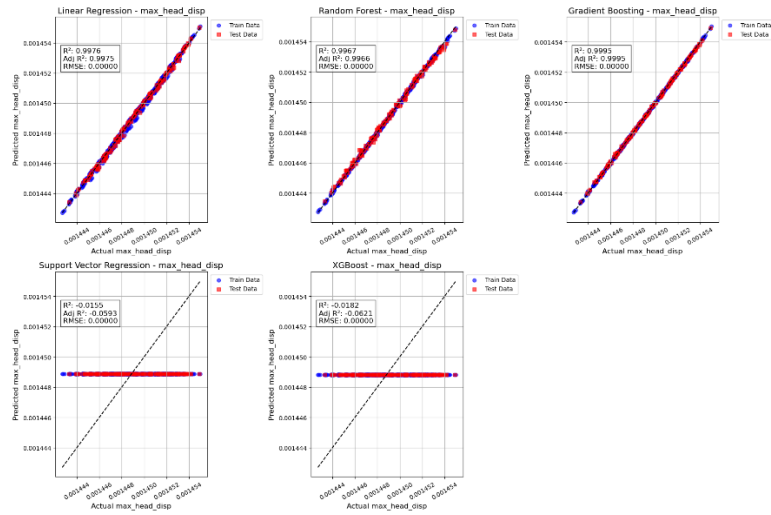 Linear Regression - max_head_disp
R²: 0.9976
Adj R²: 0.9975
RMSE: 0.00000
Train Data
Test Data
Predicted max_head_disp
0.001454
0.001452
0.001450
0.001448
0.001446
0.001444
0.001444
0.001446
0.001448
0.001450
0.001452
0.001454
Actual max_head_disp
Random Forest - max_head_disp
R²: 0.9967
Adj R²: 0.9966
RMSE: 0.00000
Train Data
Test Data
Predicted max_head_disp
0.001454
0.001452
0.001450
0.001448
0.001446
0.001444
0.001444
0.001446
0.001448
0.001450
0.001452
0.001454
Actual max_head_disp
Gradient Boosting - max_head_disp
R²: 0.9995
Adj R²: 0.9995
RMSE: 0.00000
Train Data
Test Data
Predicted max_head_disp
0.001454
0.001452
0.001450
0.001448
0.001446
0.001444
0.001444
0.001446
0.001448
0.001450
0.001452
0.001454
Actual max_head_disp
Support Vector Regression - max_head_disp
R²: -0.0155
Adj R²: -0.0593
RMSE: 0.00000
Train Data
Test Data
Predicted max_head_disp
0.001454
0.001452
0.001450
0.001448
0.001446
0.001444
0.001444
0.001446
0.001448
0.001450
0.001452
0.001454
Actual max_head_disp
XGBoost - max_head_disp
R²: -0.0182
Adj R²: -0.0621
RMSE: 0.00000
Train Data
Test Data
Predicted max_head_disp
0.001454
0.001452
0.001450
0.001448
0.001446
0.001444
0.001444
0.001446
0.001448
0.001450
0.001452
0.001454
Actual max_head_disp